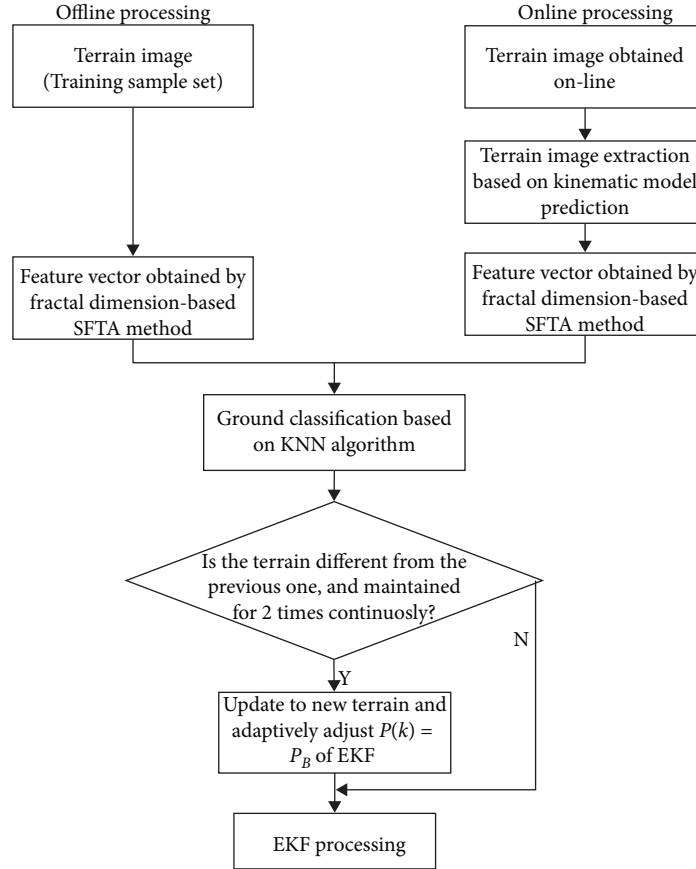 Offline processing
Terrain image
(Training sample set)
Feature vector obtained by
fractal dimension-based
SFTA method
Online processing
Terrain image obtained
on-line
Terrain image extraction
based on kinematic model
prediction
Feature vector obtained by
fractal dimension-based
SFTA method
Ground classification based
on KNN algorithm
Is the terrain different from the
previous one, and maintained
for 2 times continuosly?
N
Y
Update to new terrain and
adaptively adjust P(k) =
P_B of EKF
EKF processing